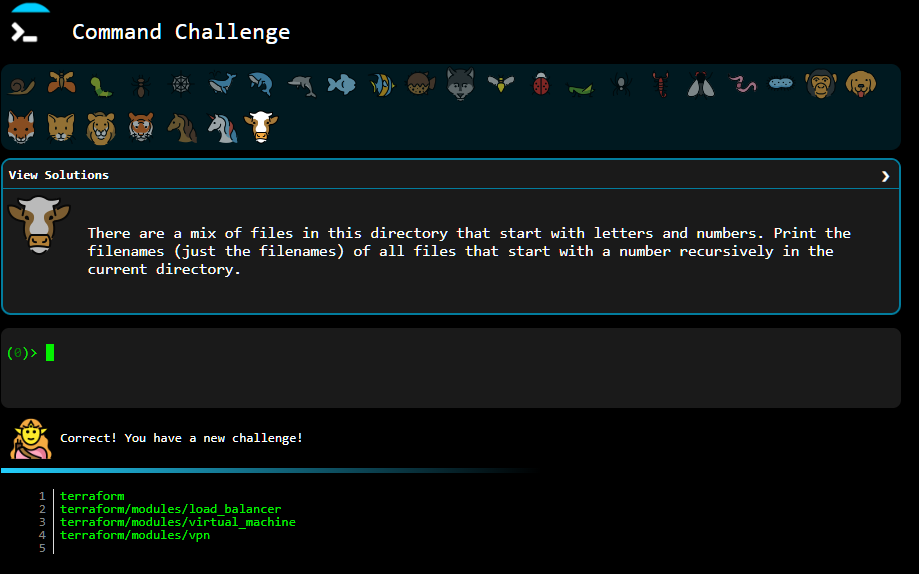 Command Challenge
View Solutions
There are a mix of files in this directory that start with letters and numbers. Print the
filenames (just the filenames) of all files that start with a number recursively in the
current directory.
(0)>
Correct! You have a new challenge!
1 terraform
2 terraform/modules/load_balancer
3 terraform/modules/virtual_machine
4 terraform/modules/vpn
5